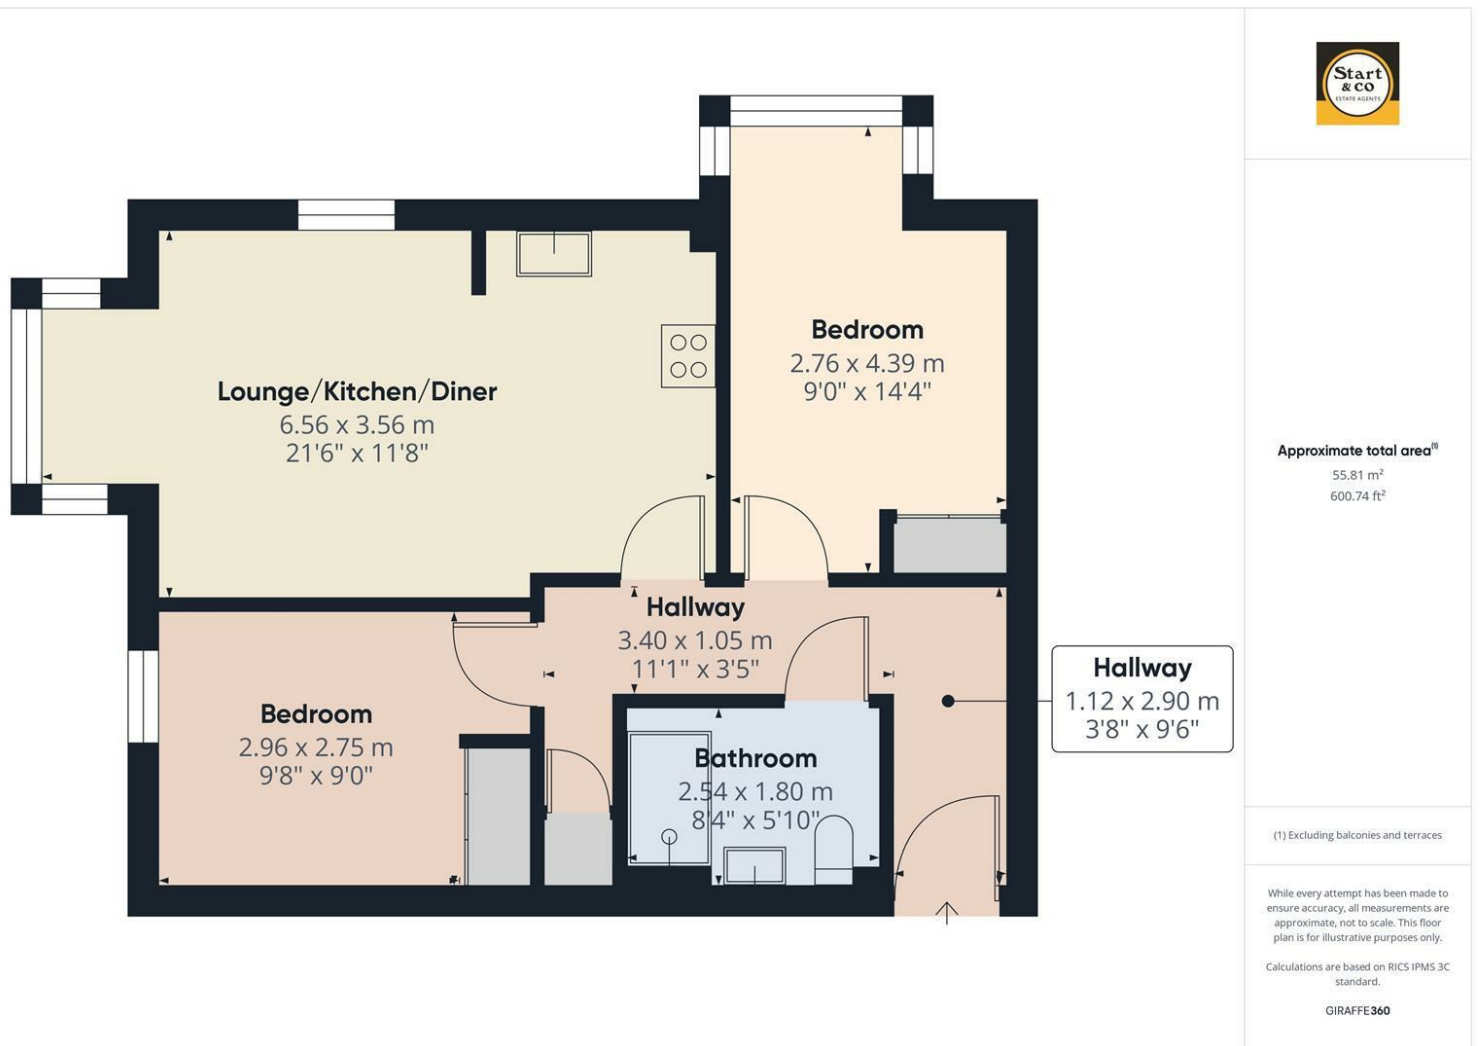 Start
& CO
ESTATE AGENTS
Bedroom
2.76 x 4.39 m
9'0" x 14'4"
Lounge/Kitchen/Diner
6.56 x 3.56 m
21'6" x 11'8"
Hallway
3.40 x 1.05 m
11'1" x 3'5"
Hallway
1.12 x 2.90 m
3'8" x 9'6"
Bedroom
2.96 x 2.75 m
9'8" x 9'0"
Bathroom
2.54 x 1.80 m
8'4" x 5'10"
Approximate total area⁽¹⁾
55.81 m²
600.74 ft²
(1) Excluding balconies and terraces
While every attempt has been made to
ensure accuracy, all measurements are
approximate, not to scale. This floor
plan is for illustrative purposes only.
Calculations are based on RICS IPMS 3C
standard.
GIRAFFE360